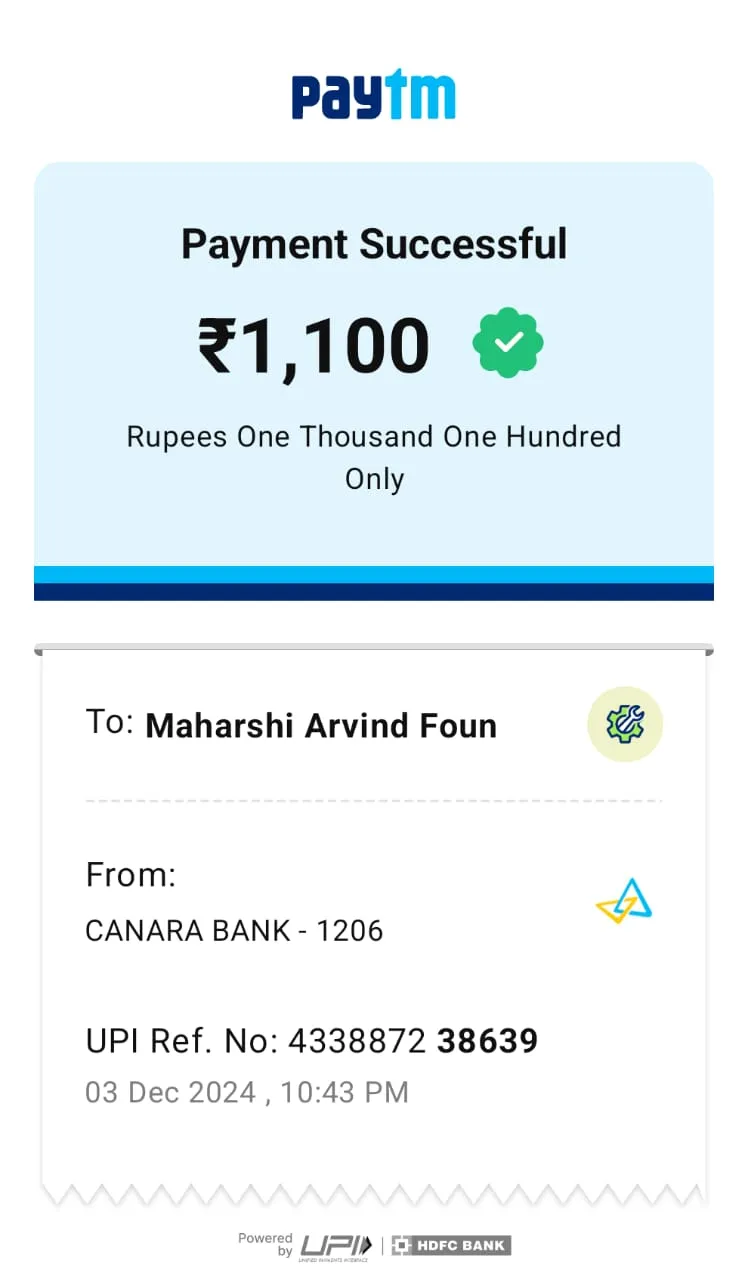 paytm
Payment Successful
₹1,100
Rupees One Thousand One Hundred
Only
To: Maharshi Arvind Foun
From:
CANARA BANK - 1206
UPI Ref. No: 4338872 38639
03 Dec 2024 , 10:43 PM
Powered by UPI | HDFC BANK
UNIFIED PAYMENTS INTERFACE